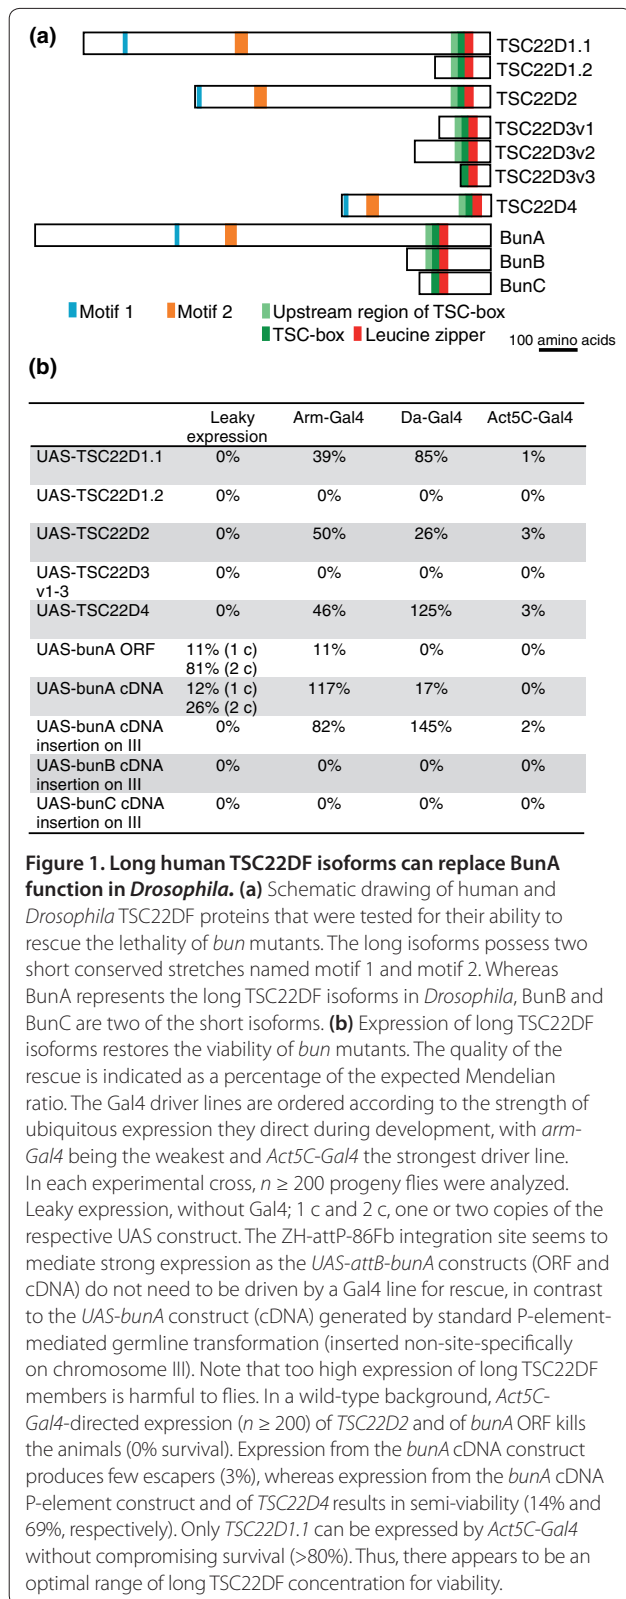 (a)
TSC22D1.1
TSC22D1.2
TSC22D2
TSC22D3v1
TSC22D3v2
TSC22D3v3
TSC22D4
BunA
BunB
BunC
Motif 1 Motif 2 Upstream region of TSC-box
TSC-box Leucine zipper 100 amino acids
(b)
Leaky expression Arm-Gal4 Da-Gal4 Act5C-Gal4
UAS-TSC22D1.1 0% 39% 85% 1%
UAS-TSC22D1.2 0% 0% 0% 0%
UAS-TSC22D2 0% 50% 26% 3%
UAS-TSC22D3 0% 0% 0% 0%
v1-3
UAS-TSC22D4 0% 46% 125% 3%
UAS-bunA ORF 11% (1 c) 11% 0% 0%
81% (2 c)
UAS-bunA cDNA 12% (1 c) 117% 17% 0%
26% (2 c)
UAS-bunA cDNA 0% 82% 145% 2%
insertion on III
UAS-bunB cDNA 0% 0% 0% 0%
insertion on III
UAS-bunC cDNA 0% 0% 0% 0%
insertion on III
Figure 1. Long human TSC22DF isoforms can replace BunA
function in Drosophila. (a) Schematic drawing of human and
Drosophila TSC22DF proteins that were tested for their ability to
rescue the lethality of bun mutants. The long isoforms possess two
short conserved stretches named motif 1 and motif 2. Whereas
BunA represents the long TSC22DF isoforms in Drosophila, BunB and
BunC are two of the short isoforms. (b) Expression of long TSC22DF
isoforms restores the viability of bun mutants. The quality of the
rescue is indicated as a percentage of the expected Mendelian
ratio. The Gal4 driver lines are ordered according to the strength of
ubiquitous expression they direct during development, with arm-
Gal4 being the weakest and Act5C-Gal4 the strongest driver line.
In each experimental cross, n ≥ 200 progeny flies were analyzed.
Leaky expression, without Gal4; 1 c and 2 c, one or two copies of the
respective UAS construct. The ZH-attP-86Fb integration site seems to
mediate strong expression as the UAS-attB-bunA constructs (ORF and
cDNA) do not need to be driven by a Gal4 line for rescue, in contrast
to the UAS-bunA construct (cDNA) generated by standard P-element-
mediated germline transformation (inserted non-site-specifically
on chromosome III). Note that too high expression of long TSC22DF
members is harmful to flies. In a wild-type background, Act5C-
Gal4-directed expression (n ≥ 200) of TSC22D2 and of bunA ORF kills
the animals (0% survival). Expression from the bunA cDNA construct
produces few escapers (3%), whereas expression from the bunA cDNA
P-element construct and of TSC22D4 results in semi-viability (14% and
69%, respectively). Only TSC22D1.1 can be expressed by Act5C-Gal4
without compromising survival (>80%). Thus, there appears to be an
optimal range of long TSC22DF concentration for viability.